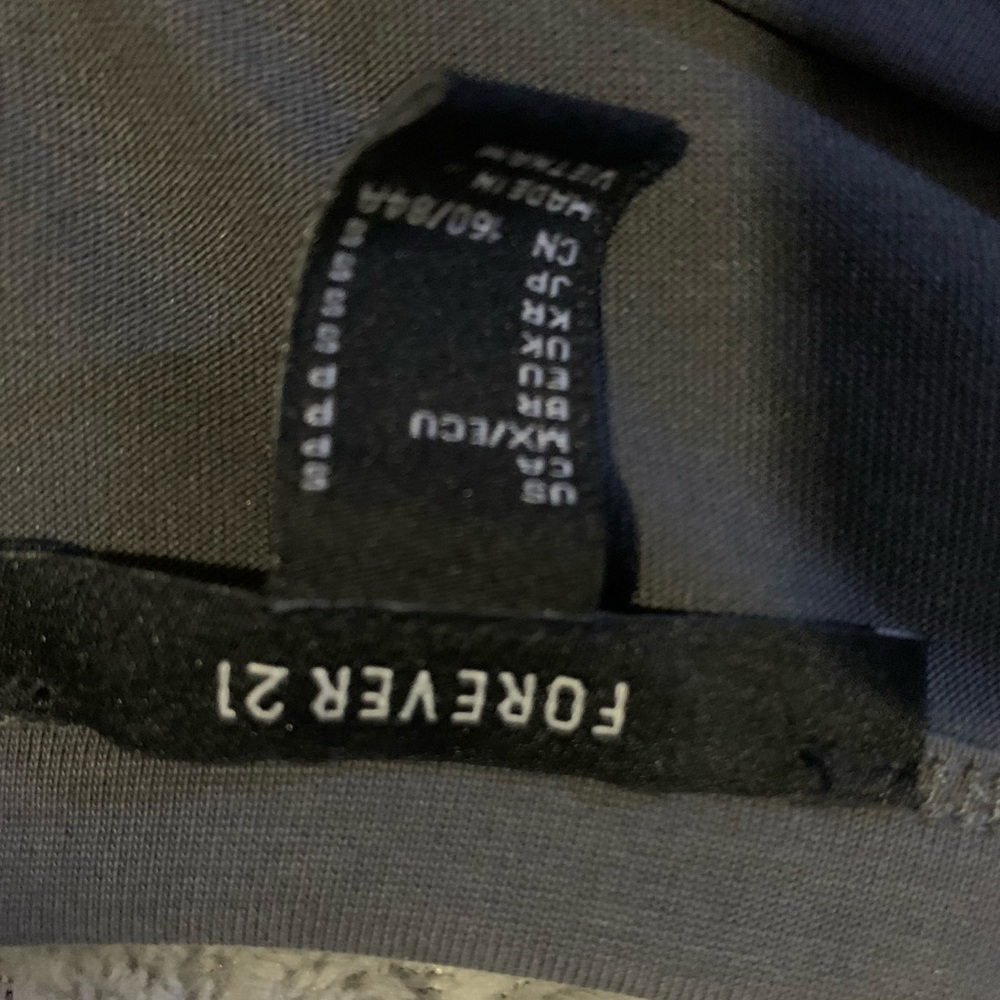 FOREVER 21
US S
CA P
MX/ECU P
BR P
EU S
UK S
KR S
JP S
CN 160/84A
MADE IN
VIETNAM